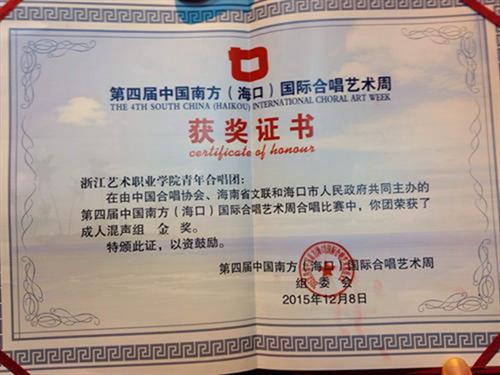 第四届中国南方（海口）国际合唱艺术周
THE 4TH SOUTH CHINA (HAIKOU) INTERNATIONAL CHORAL ART WEEK
获奖证书
certificate of honour
浙江艺术职业学院青年合唱团：
在由中国合唱协会、海南省文联和海口市人民政府共同主办的
第四届中国南方（海口）国际合唱艺术周合唱比赛中，你团荣获了
成人混声组 金奖。
特颁此证，以资鼓励。
第四届中国南方（海口）国际合唱艺术周
组委会
2015年12月8日